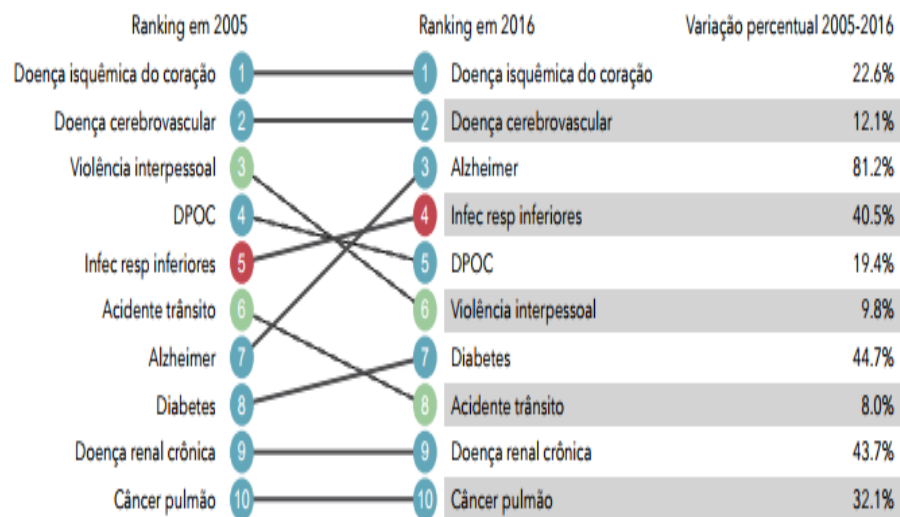 Ranking em 2005 Ranking em 2016 Variação percentual 2005-2016
Doença isquêmica do coração 1 1 Doença isquêmica do coração 22.6%
Doença cerebrovascular 2 2 Doença cerebrovascular 12.1%
Violência interpessoal 3 3 Alzheimer 81.2%
DPOC 4 4 Infec resp inferiores 40.5%
Infec resp inferiores 5 5 DPOC 19.4%
Acidente trânsito 6 6 Violência interpessoal 9.8%
Alzheimer 7 7 Diabetes 44.7%
Diabetes 8 8 Acidente trânsito 8.0%
Doença renal crônica 9 9 Doença renal crônica 43.7%
Câncer pulmão 10 10 Câncer pulmão 32.1%